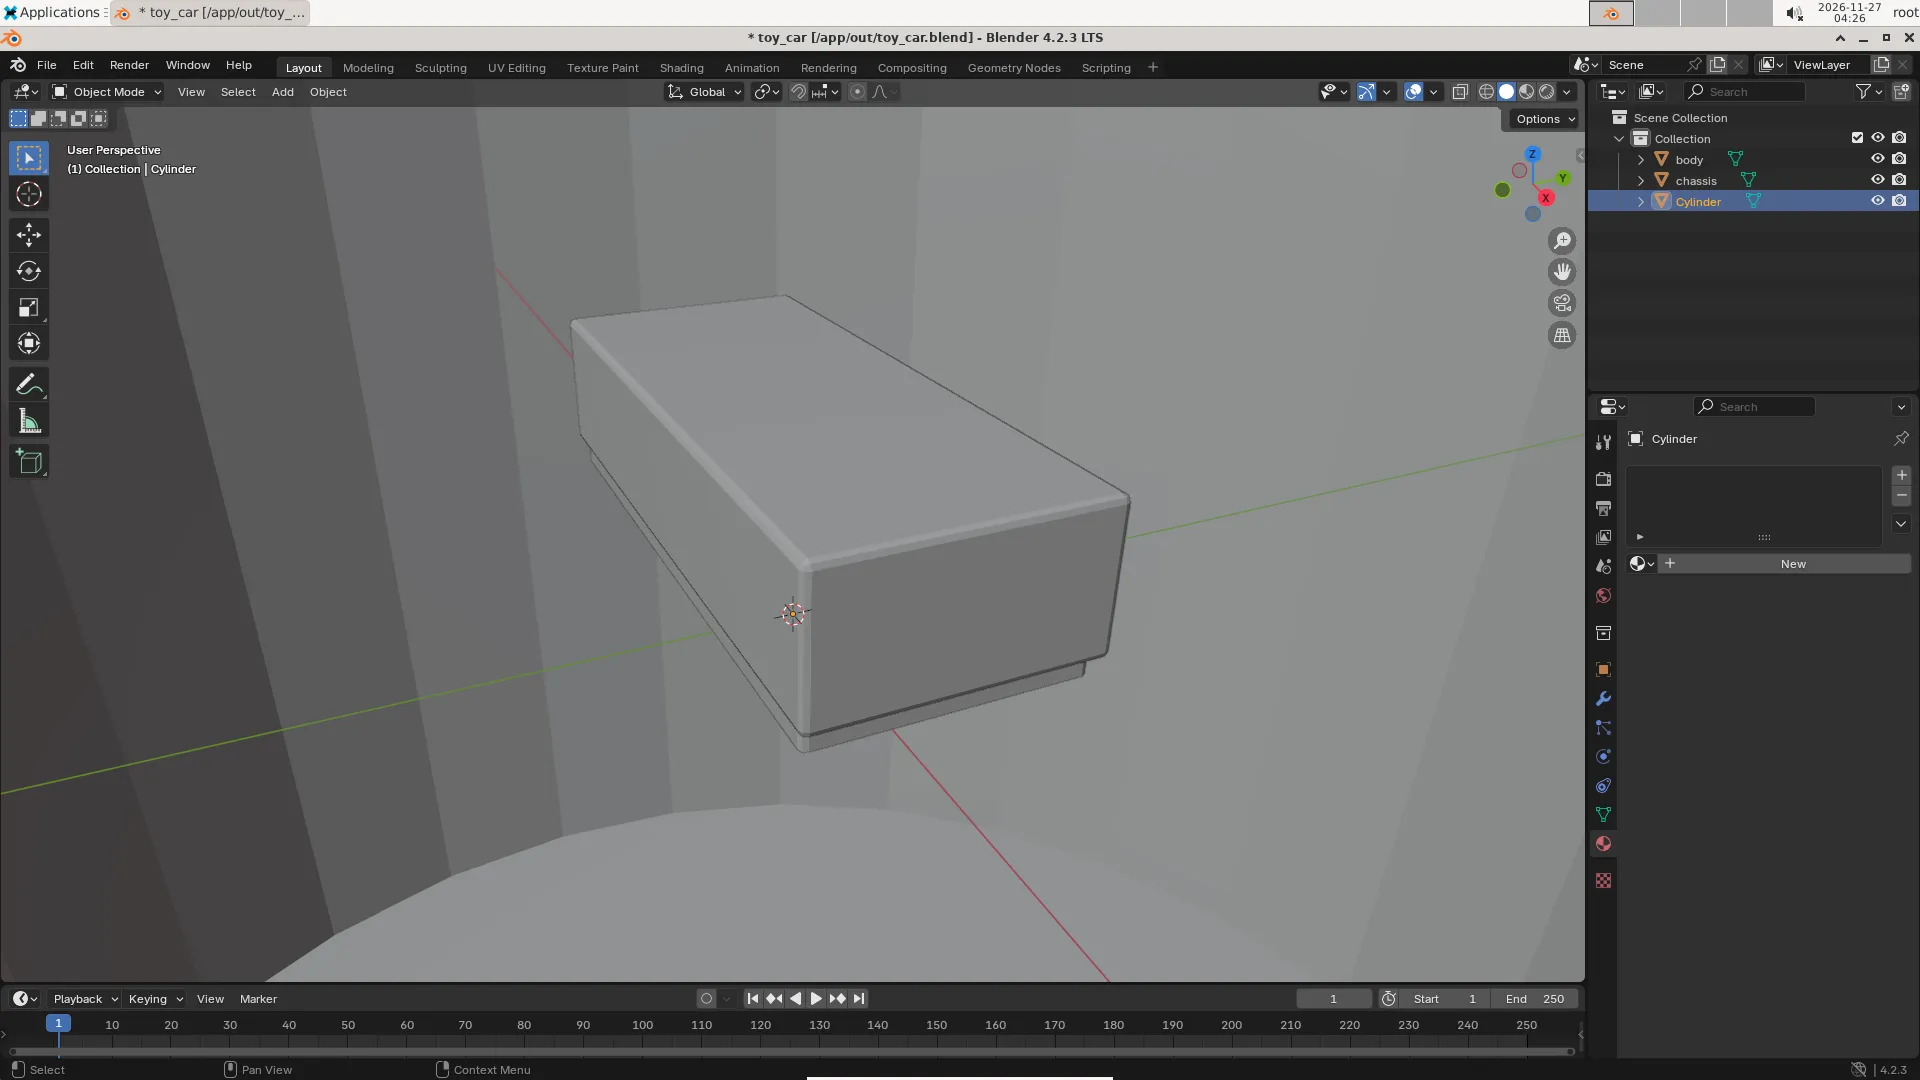 Applications
* toy_car [/app/out/toy_...
2026-11-27
04:26
root
* toy_car [/app/out/toy_car.blend] - Blender 4.2.3 LTS
File Edit Render Window Help
Layout Modeling Sculpting UV Editing Texture Paint Shading Animation Rendering Compositing Geometry Nodes Scripting
Scene
ViewLayer
Object Mode View Select Add Object
Global
Search
Options
User Perspective
(1) Collection | Cylinder
Z
Y
X
Scene Collection
Collection
body
chassis
Cylinder
Search
Cylinder
New
Playback Keying View Marker
1
Start 1
End 250
1 10 20 30 40 50 60 70 80 90 100 110 120 130 140 150 160 170 180 190 200 210 220 230 240 250
Select
Pan View
Context Menu
4.2.3